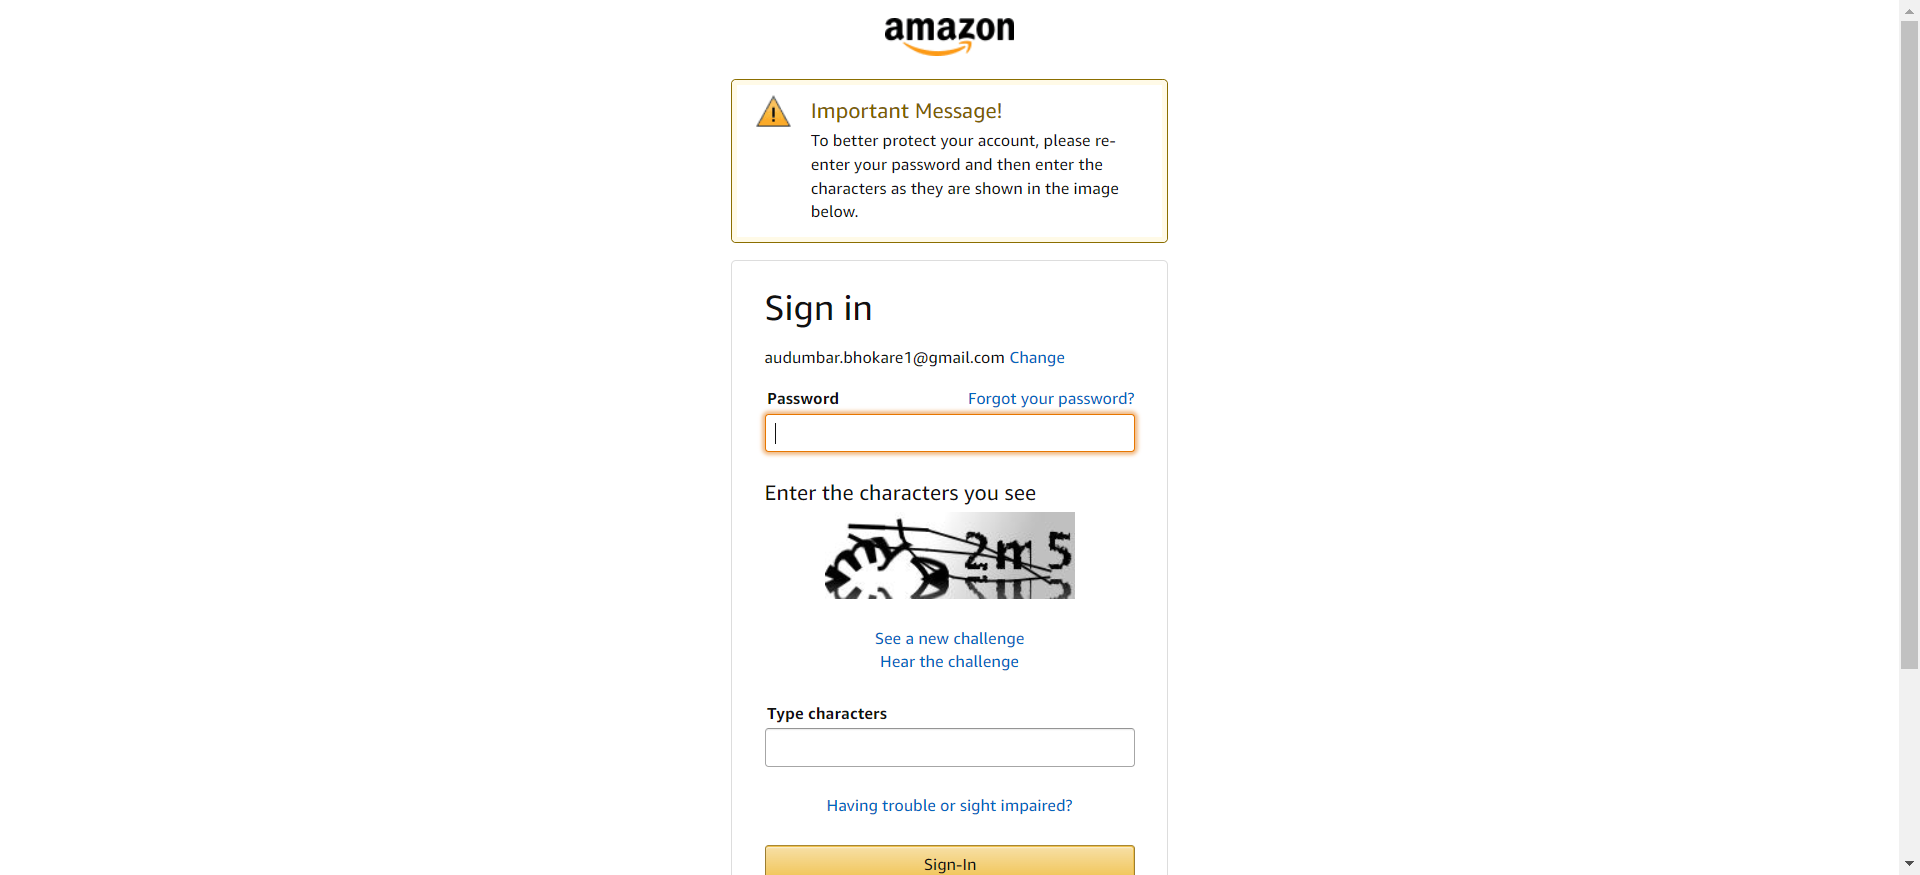 amazon
Important Message!
To better protect your account, please re-
enter your password and then enter the
characters as they are shown in the image
below.
Sign in
audumbar.bhokare1@gmail.com Change
Password Forgot your password?
Enter the characters you see
See a new challenge
Hear the challenge
Type characters
Having trouble or sight impaired?
Sign-In